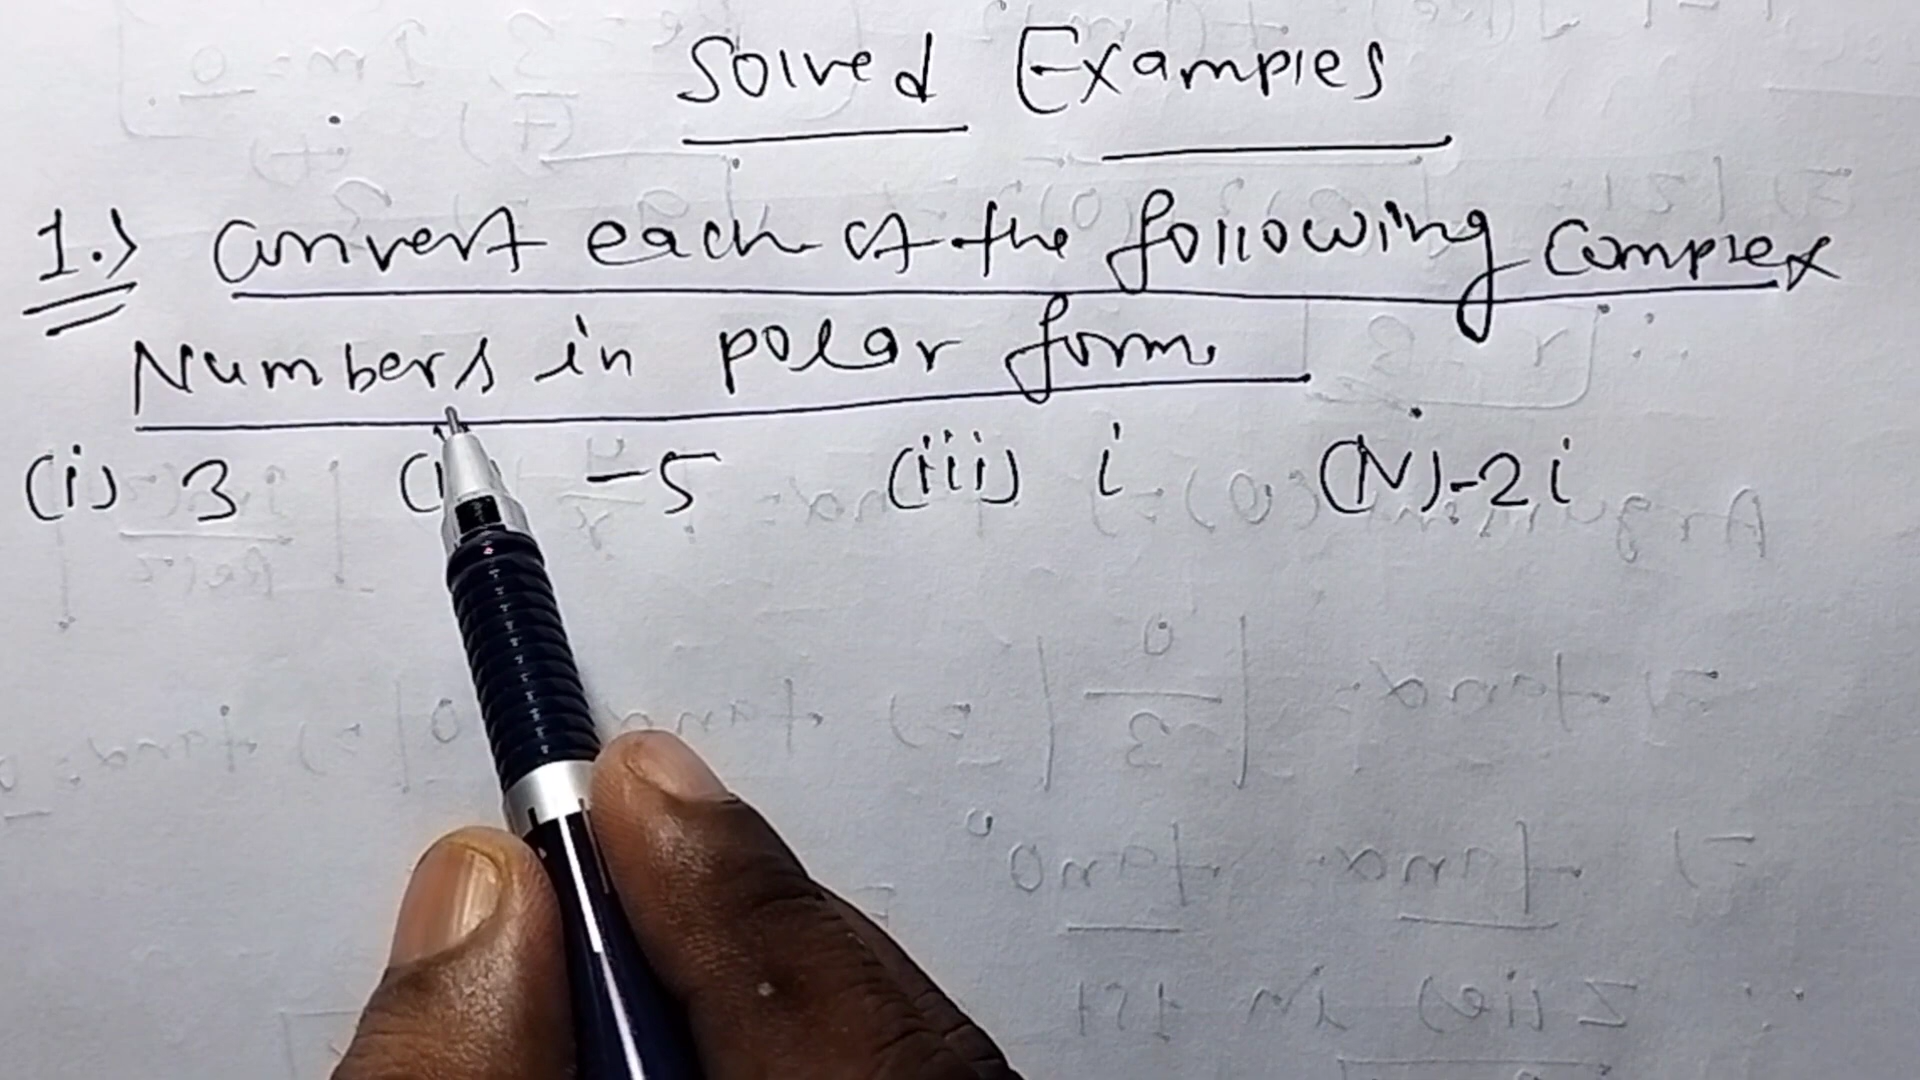 Solved Examples
1.) Convert each of the following Complex
Numbers in polar form.
(i) 3 (i -5 (iii) i (iv) -2i